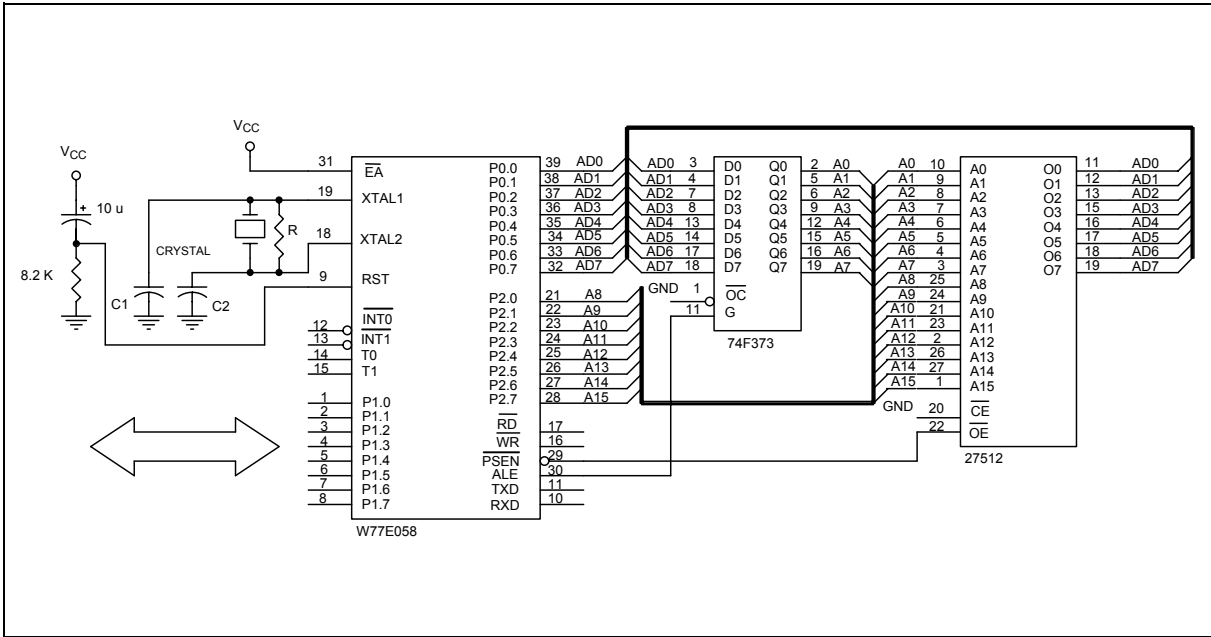 VCC
VCC
10 u
+
8.2 K
C1
C2
CRYSTAL
R
31 EA
19 XTAL1
18 XTAL2
9 RST
12 INT0
13 INT1
14 T0
15 T1
1 P1.0
2 P1.1
3 P1.2
4 P1.3
5 P1.4
6 P1.5
7 P1.6
8 P1.7
P0.0 39 AD0
P0.1 38 AD1
P0.2 37 AD2
P0.3 36 AD3
P0.4 35 AD4
P0.5 34 AD5
P0.6 33 AD6
P0.7 32 AD7
P2.0 21 A8
P2.1 22 A9
P2.2 23 A10
P2.3 24 A11
P2.4 25 A12
P2.5 26 A13
P2.6 27 A14
P2.7 28 A15
RD 17
WR 16
PSEN 29
ALE 30
TXD 11
RXD 10
W77E058
AD0 3 D0 Q0 2 A0
AD1 4 D1 Q1 5 A1
AD2 7 D2 Q2 6 A2
AD3 8 D3 Q3 9 A3
AD4 13 D4 Q4 12 A4
AD5 14 D5 Q5 15 A5
AD6 17 D6 Q6 16 A6
AD7 18 D7 Q7 19 A7
GND 1 OC
11 G
74F373
A0 10 A0 O0 11 AD0
A1 9 A1 O1 12 AD1
A2 8 A2 O2 13 AD2
A3 7 A3 O3 15 AD3
A4 6 A4 O4 16 AD4
A5 5 A5 O5 17 AD5
A6 4 A6 O6 18 AD6
A7 3 A7 O7 19 AD7
A8 25 A8
A9 24 A9
A10 21 A10
A11 23 A11
A12 2 A12
A13 26 A13
A14 27 A14
A15 1 A15
GND 20 CE
22 OE
27512